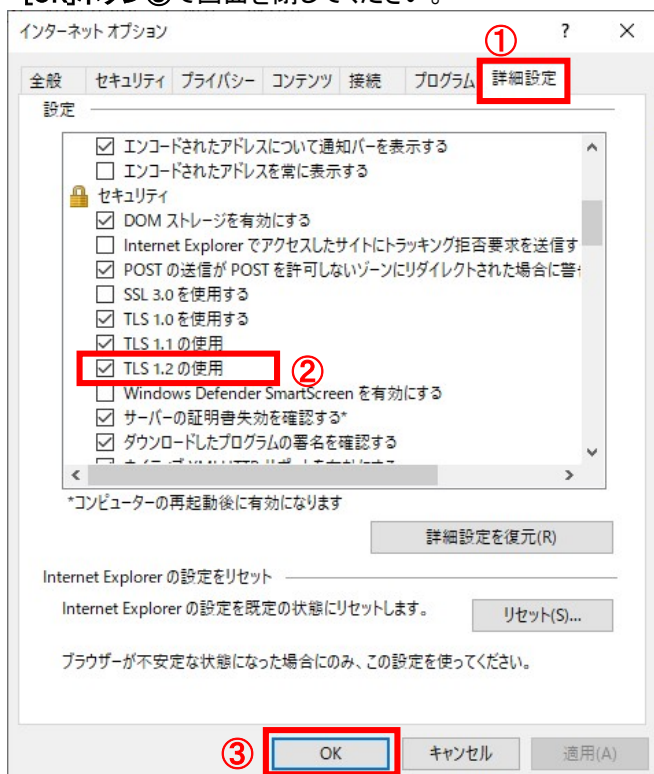 [OK]ボタン③で画面を閉じてください。
インターネット オプション
①
?
×
全般 セキュリティ プライバシー コンテンツ 接続 プログラム 詳細設定
設定
エンコードされたアドレスについて通知バーを表示する
エンコードされたアドレスを常に表示する
セキュリティ
DOM ストレージを有効にする
Internet Explorer でアクセスしたサイトにトラッキング拒否要求を送信す
POST の送信が POST を許可しないゾーンにリダイレクトされた場合に警
SSL 3.0 を使用する
TLS 1.0 を使用する
TLS 1.1 の使用
TLS 1.2 の使用 ②
Windows Defender SmartScreen を有効にする
サーバーの証明書失効を確認する*
ダウンロードしたプログラムの署名を確認する
*コンピューターの再起動後に有効になります
詳細設定を復元(R)
Internet Explorer の設定をリセット
Internet Explorer の設定を既定の状態にリセットします。
リセット(S)...
ブラウザーが不安定な状態になった場合にのみ、この設定を使ってください。
③ OK キャンセル 適用(A)